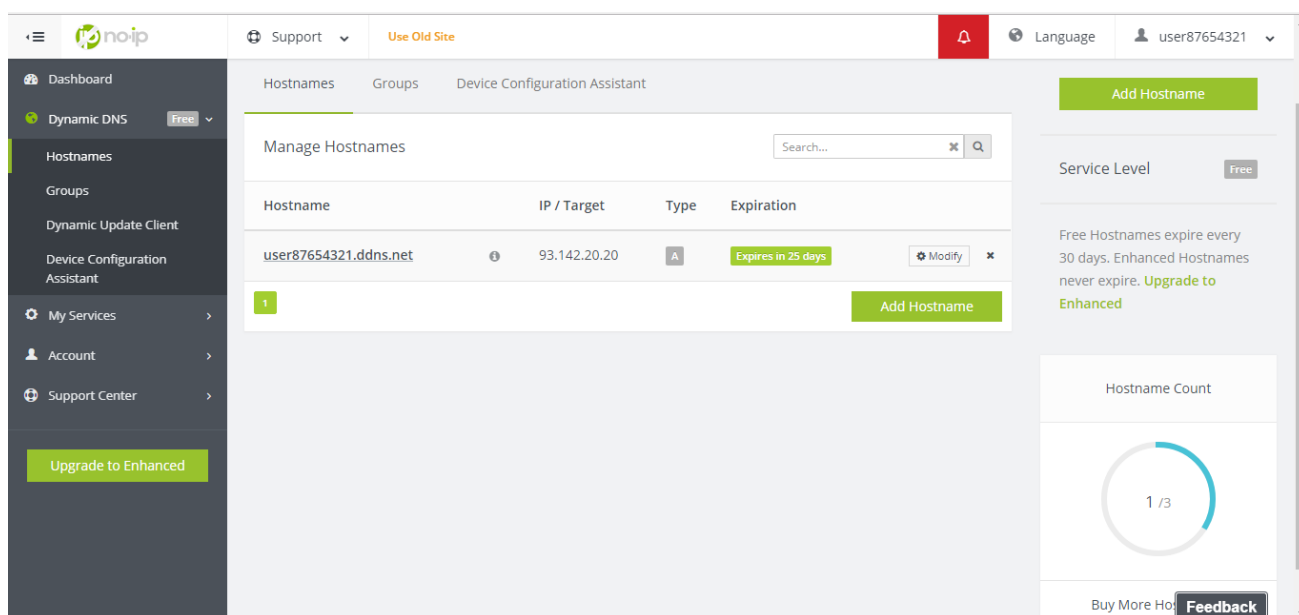 no-ip
Support
Use Old Site
Language
user87654321
Dashboard
Dynamic DNS Free
Hostnames
Groups
Dynamic Update Client
Device Configuration
Assistant
My Services
Account
Support Center
Upgrade to Enhanced
Hostnames Groups Device Configuration Assistant
Manage Hostnames
Search...
Hostname IP / Target Type Expiration
user87654321.ddns.net 93.142.20.20 A Expires in 25 days Modify
1
Add Hostname
Add Hostname
Service Level Free
Free Hostnames expire every
30 days. Enhanced Hostnames
never expire. Upgrade to
Enhanced
Hostname Count
1 /3
Buy More Ho
Feedback